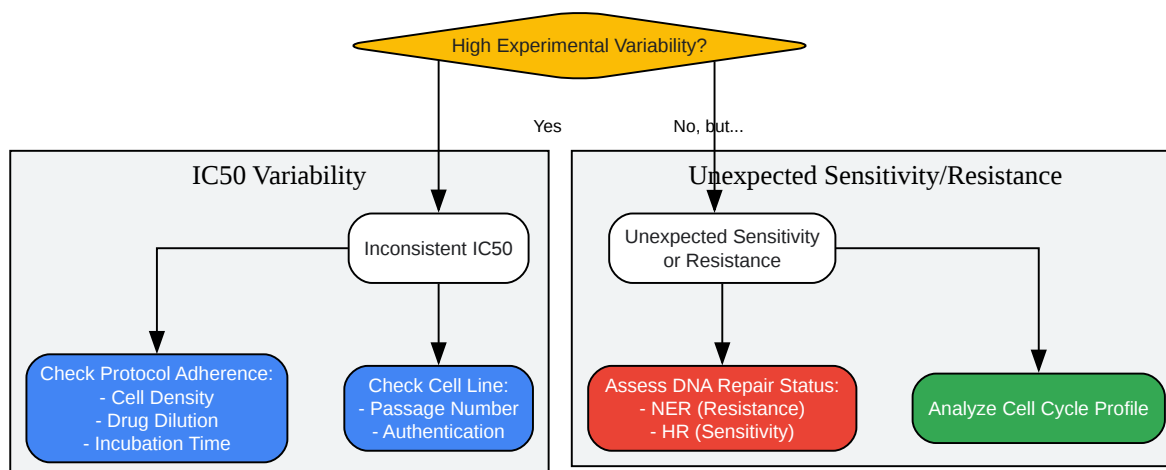 High Experimental Variability?
Yes
No, but...
IC50 Variability
Unexpected Sensitivity/Resistance
Inconsistent IC50
Unexpected Sensitivity
or Resistance
Check Protocol Adherence:
- Cell Density
- Drug Dilution
- Incubation Time
Check Cell Line:
- Passage Number
- Authentication
Assess DNA Repair Status:
- NER (Resistance)
- HR (Sensitivity)
Analyze Cell Cycle Profile